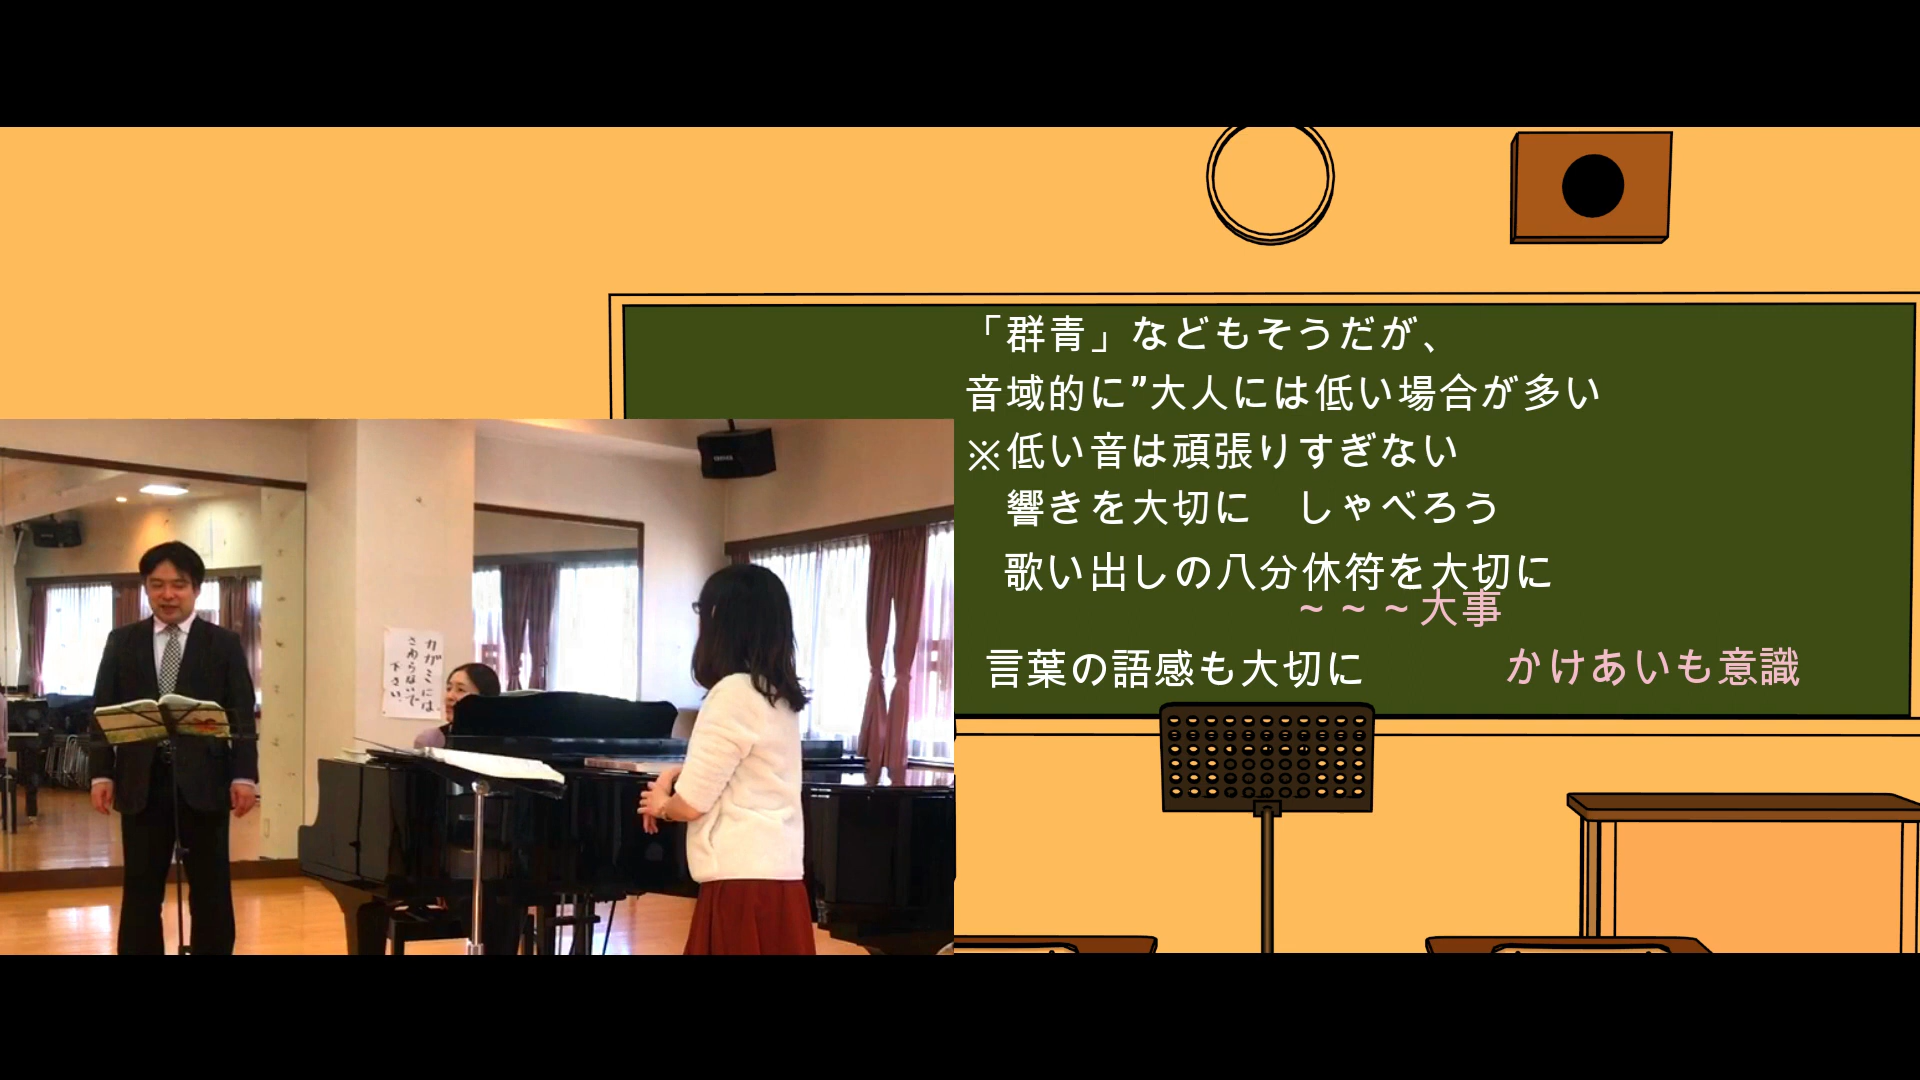 「群青」などもそうだが、
音域的に”大人には低い場合が多い
※低い音は頑張りすぎない
響きを大切に　しゃべろう
歌い出しの八分休符を大切に
~ ~ ~ 大事
言葉の語感も大切に
かけあいも意識
カガミには
さわらないで
下さい.
YAMAHA